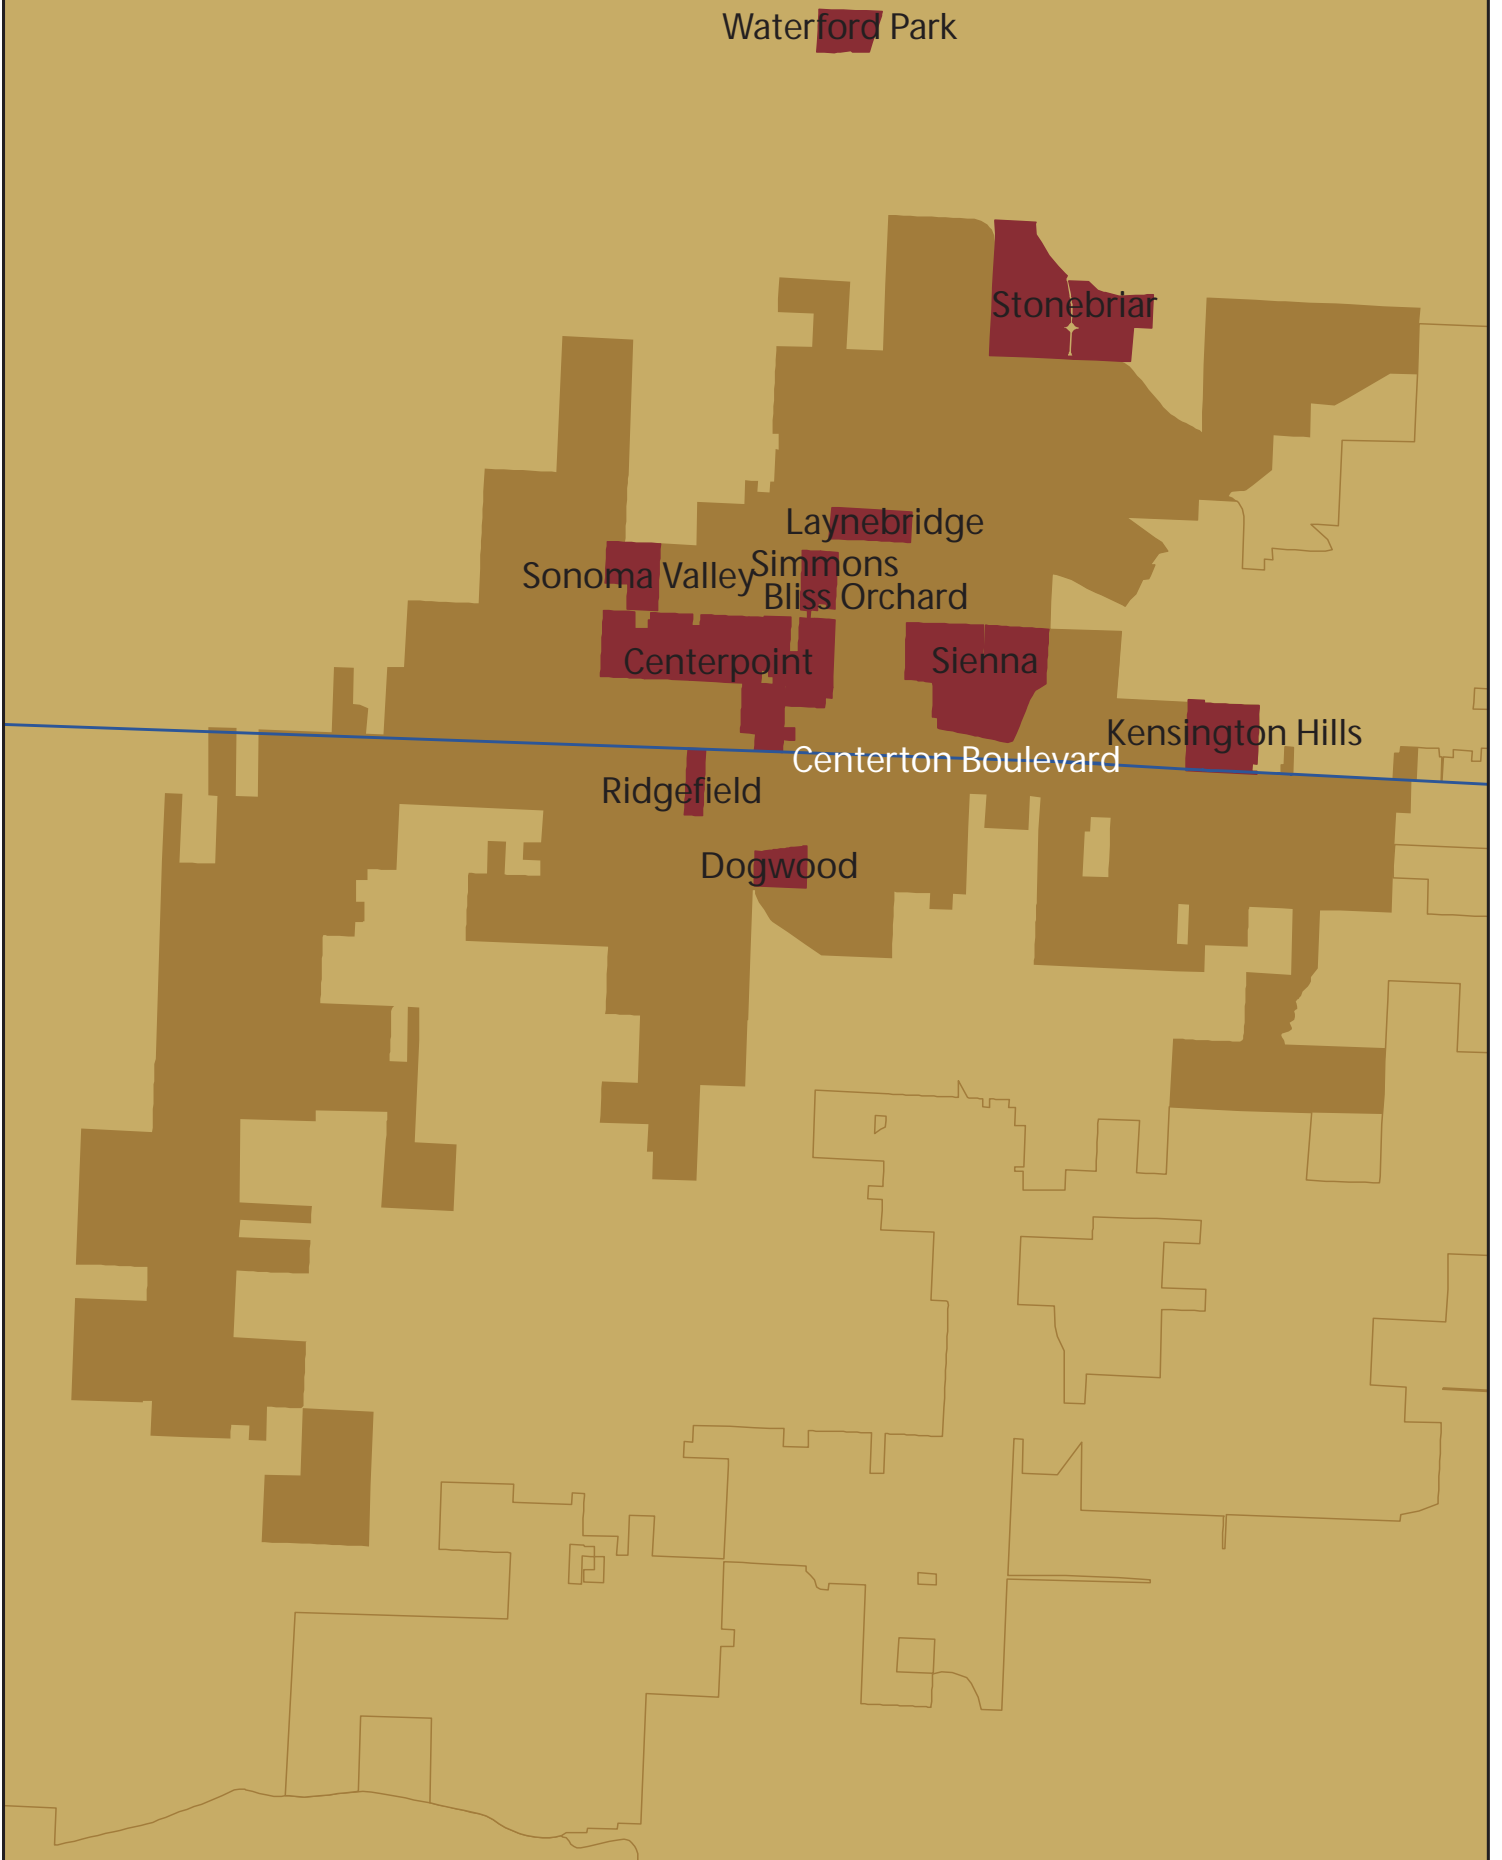 Waterford Park
Stonebriar
Laynebridge
Simmons
Sonoma Valley
Bliss Orchard
Centerpoint
Sienna
Kensington Hills
Centerton Boulevard
Ridgefield
Dogwood